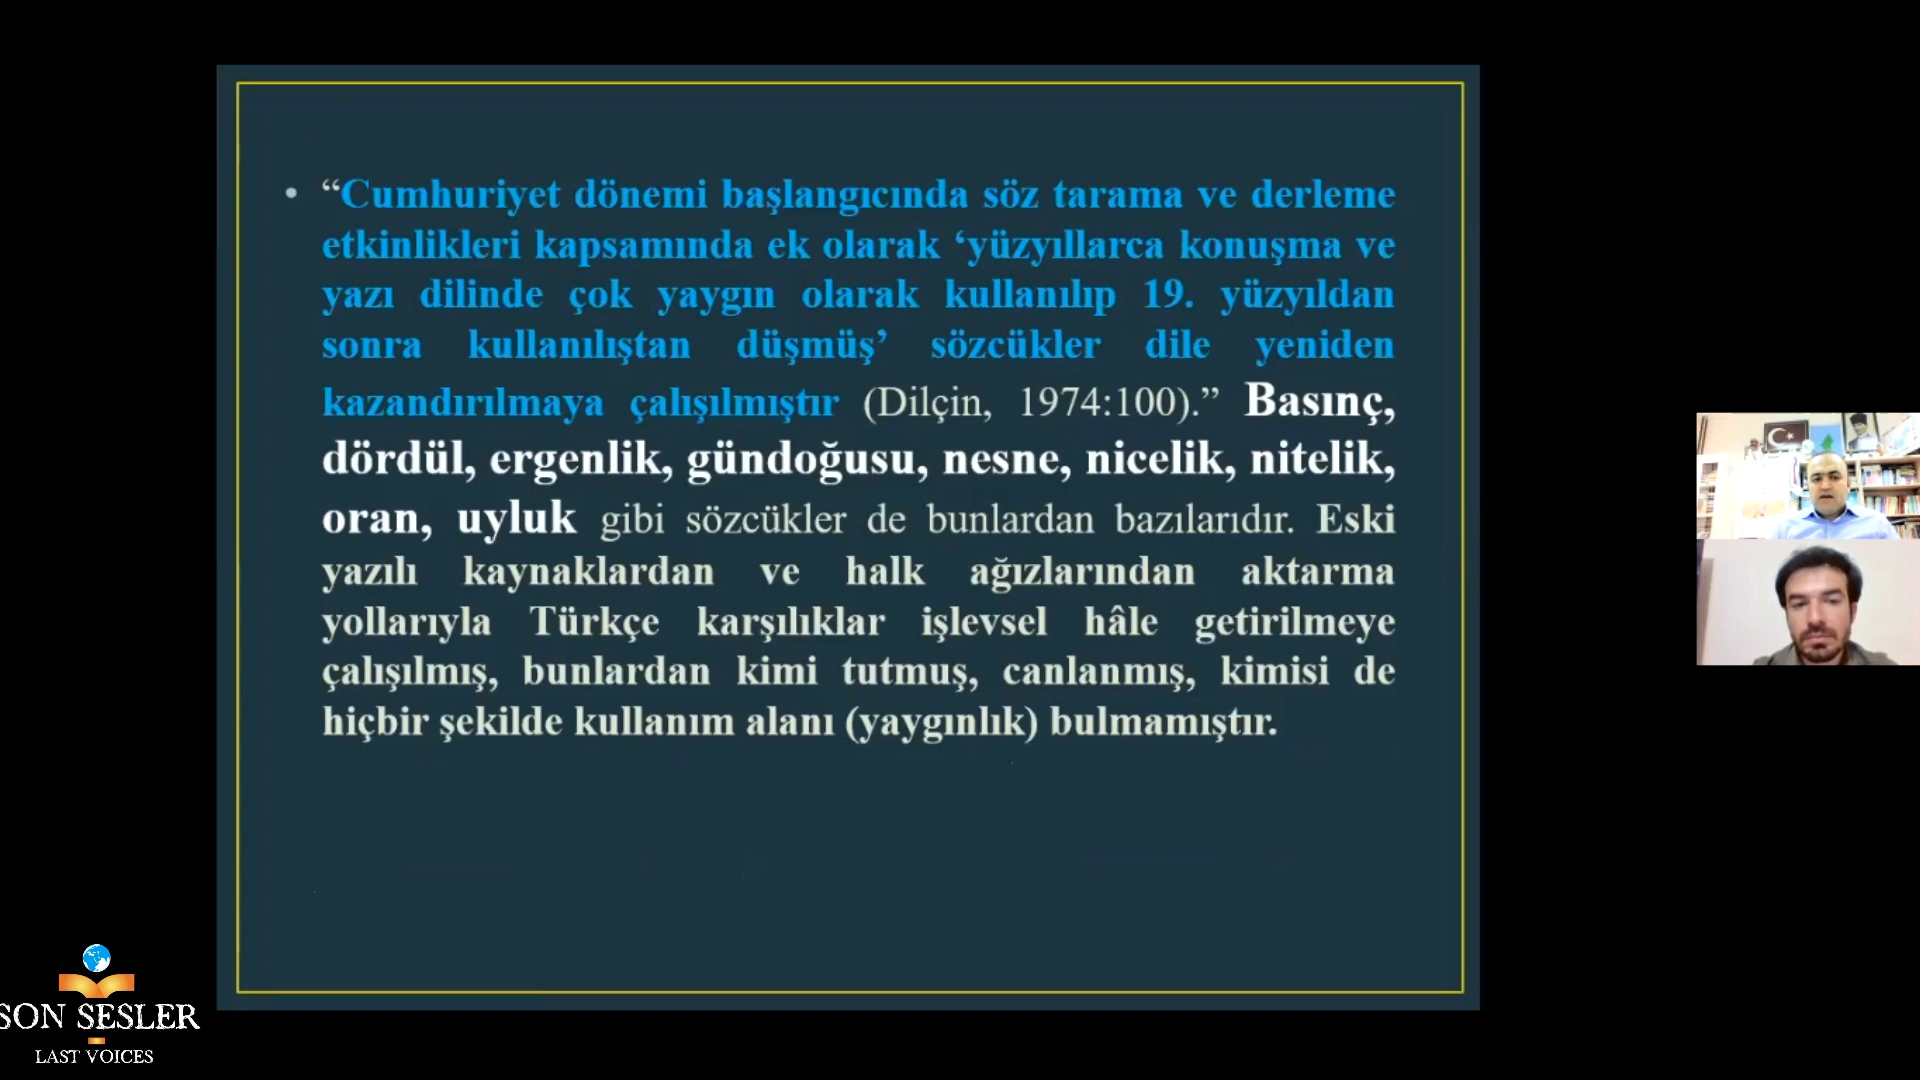 • “Cumhuriyet dönemi başlangıcında söz tarama ve derleme
etkinlikleri kapsamında ek olarak ‘yüzyıllarca konuşma ve
yazı dilinde çok yaygın olarak kullanılıp 19. yüzyıldan
sonra kullanılıştan düşmüş’ sözcükler dile yeniden
kazandırılmaya çalışılmıştır (Dilçin, 1974:100).” Basınç,
dördül, ergenlik, gündoğusu, nesne, nicelik, nitelik,
oran, uyluk gibi sözcükler de bunlardan bazılarıdır. Eski
yazılı kaynaklardan ve halk ağızlarından aktarma
yollarıyla Türkçe karşılıklar işlevsel hâle getirilmeye
çalışılmış, bunlardan kimi tutmuş, canlanmış, kimisi de
hiçbir şekilde kullanım alanı (yaygınlık) bulmamıştır.
SON SESLER
LAST VOICES